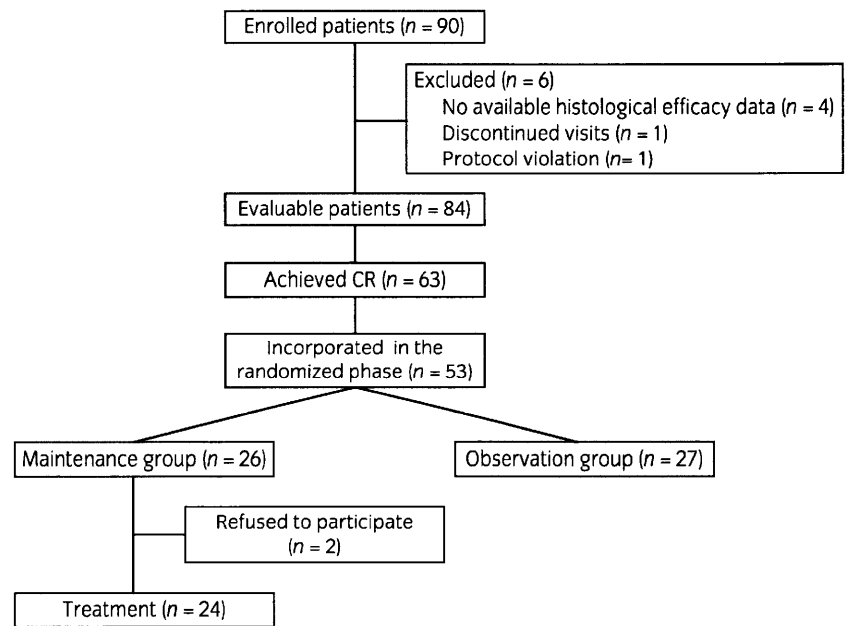 Enrolled patients (n = 90)
Excluded (n = 6)
No available histological efficacy data (n = 4)
Discontinued visits (n = 1)
Protocol violation (n= 1)
Evaluable patients (n = 84)
Achieved CR (n = 63)
Incorporated in the
randomized phase (n = 53)
Maintenance group (n = 26)
Observation group (n = 27)
Refused to participate
(n = 2)
Treatment (n = 24)